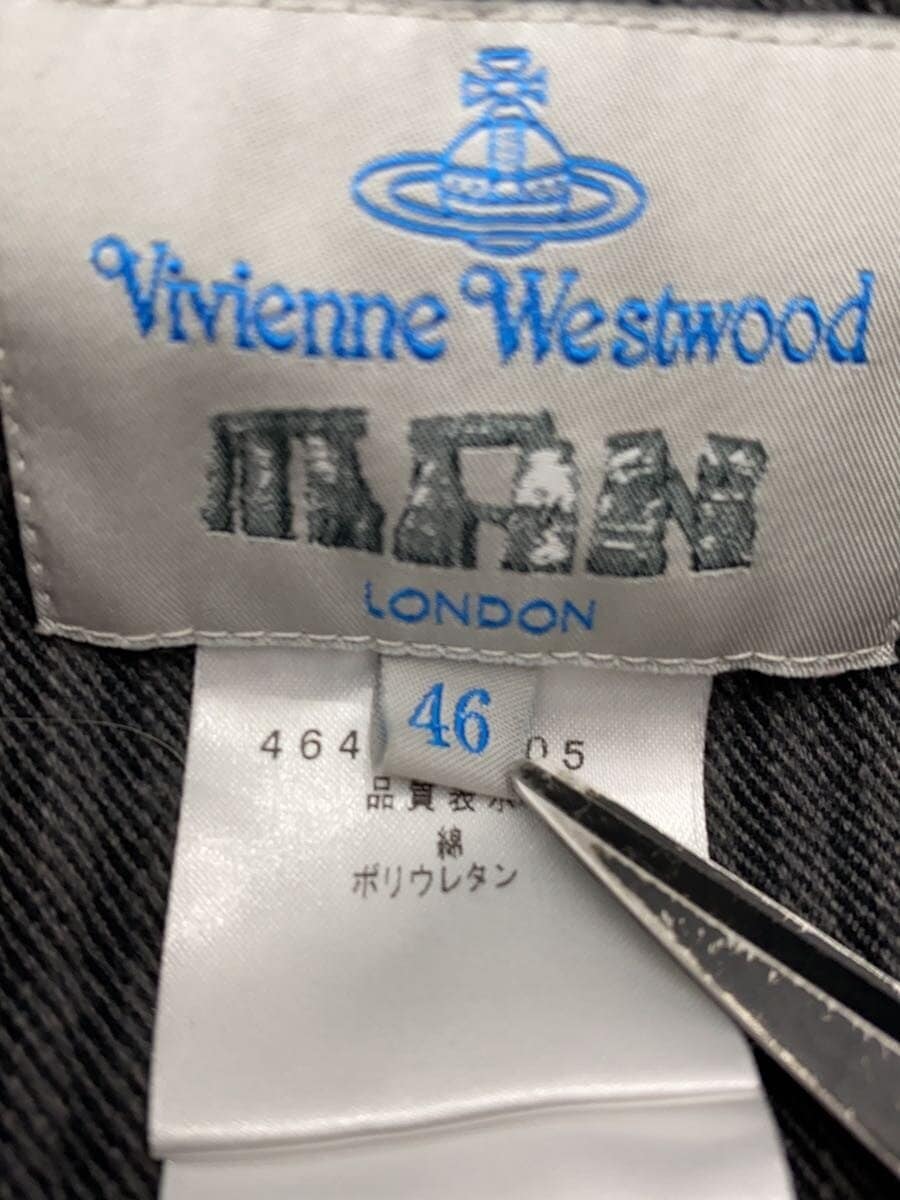 Vivienne Westwood
MAN
LONDON
46
464 05
品質表示
綿
ポリウレタン